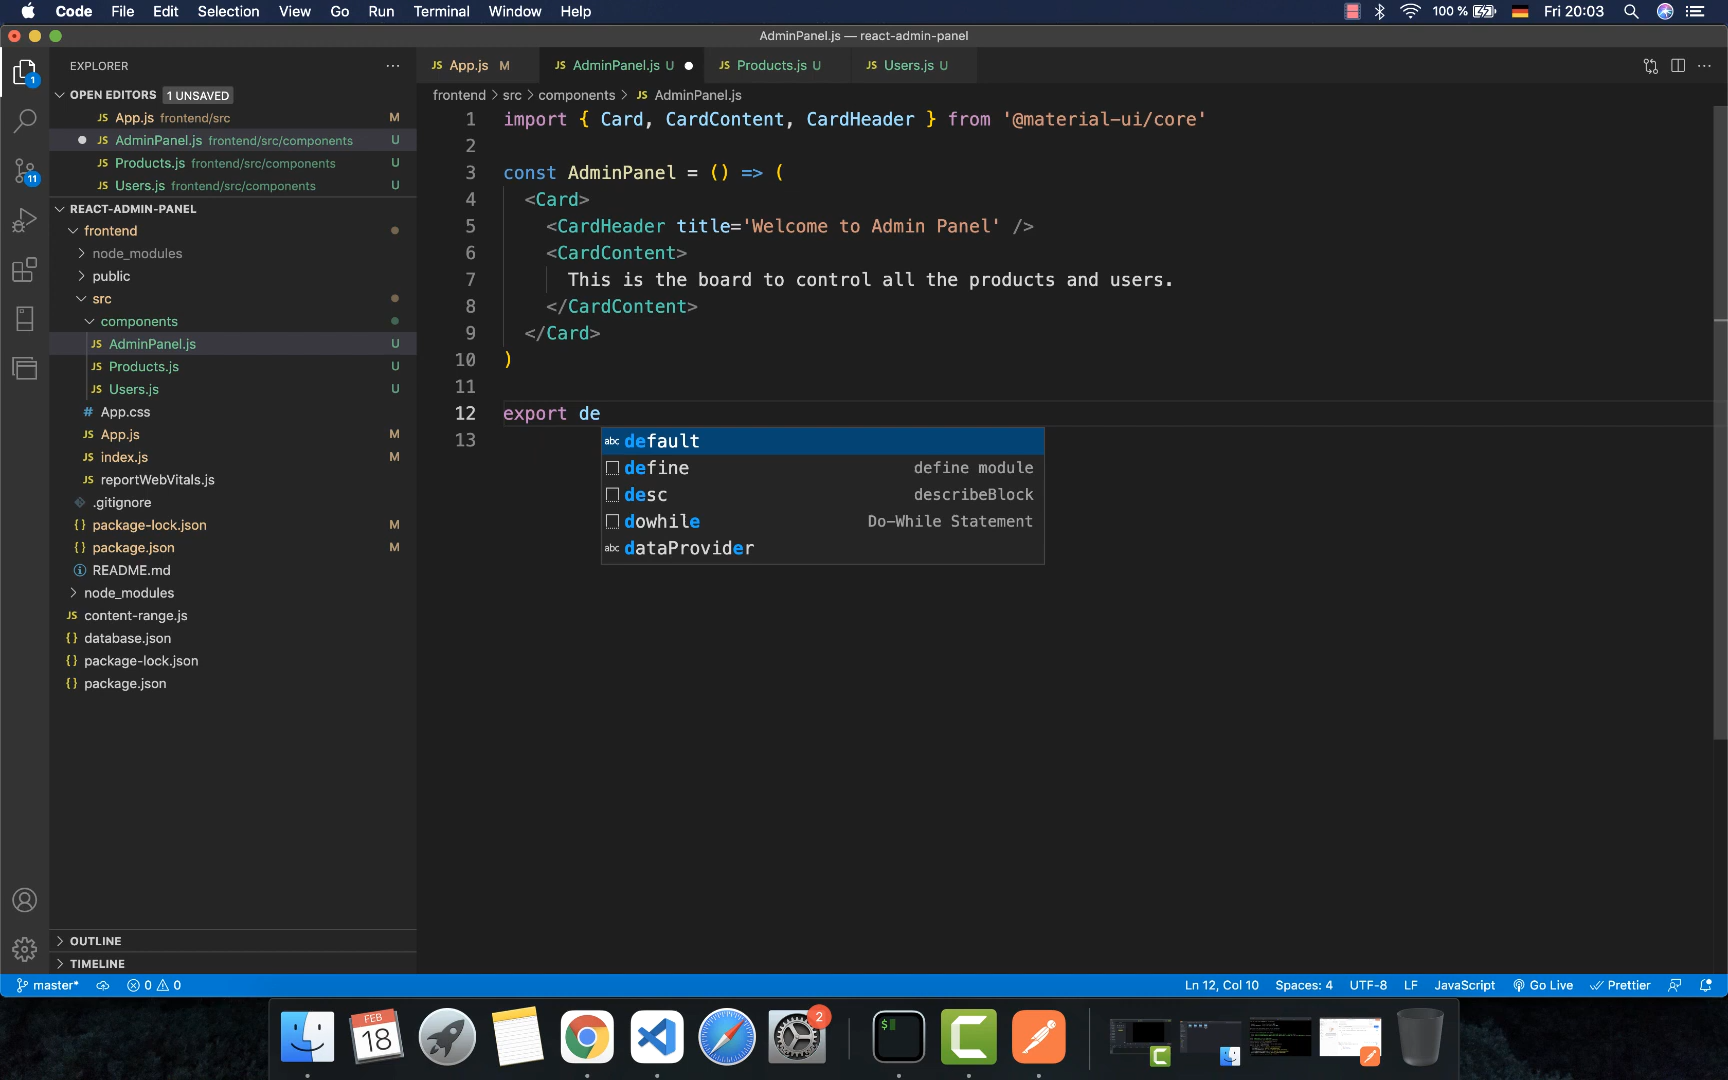 Code File Edit Selection View Go Run Terminal Window Help 100 % Fri 20:03
AdminPanel.js — react-admin-panel
EXPLORER
JS App.js M JS AdminPanel.js U JS Products.js U JS Users.js U
OPEN EDITORS 1 UNSAVED
frontend > src > components > JS AdminPanel.js
JS App.js frontend/src M
JS AdminPanel.js frontend/src/components U
JS Products.js frontend/src/components U
JS Users.js frontend/src/components U
REACT-ADMIN-PANEL
frontend
node_modules
public
src
components
JS AdminPanel.js U
JS Products.js U
JS Users.js U
# App.css
JS App.js M
JS index.js M
JS reportWebVitals.js
.gitignore
{} package-lock.json M
{} package.json M
README.md
node_modules
JS content-range.js
{} database.json
{} package-lock.json
{} package.json
OUTLINE
TIMELINE
1
11
1 import { Card, CardContent, CardHeader } from '@material-ui/core'
2
3 const AdminPanel = () => (
4 <Card>
5 <CardHeader title='Welcome to Admin Panel' />
6 <CardContent>
7 This is the board to control all the products and users.
8 </CardContent>
9 </Card>
10 )
11
12 export de
13
abc default
define define module
desc describeBlock
dowhile Do-While Statement
abc dataProvider
master* 0 0 Ln 12, Col 10 Spaces: 4 UTF-8 LF JavaScript Go Live Prettier
FEB
18
2
$